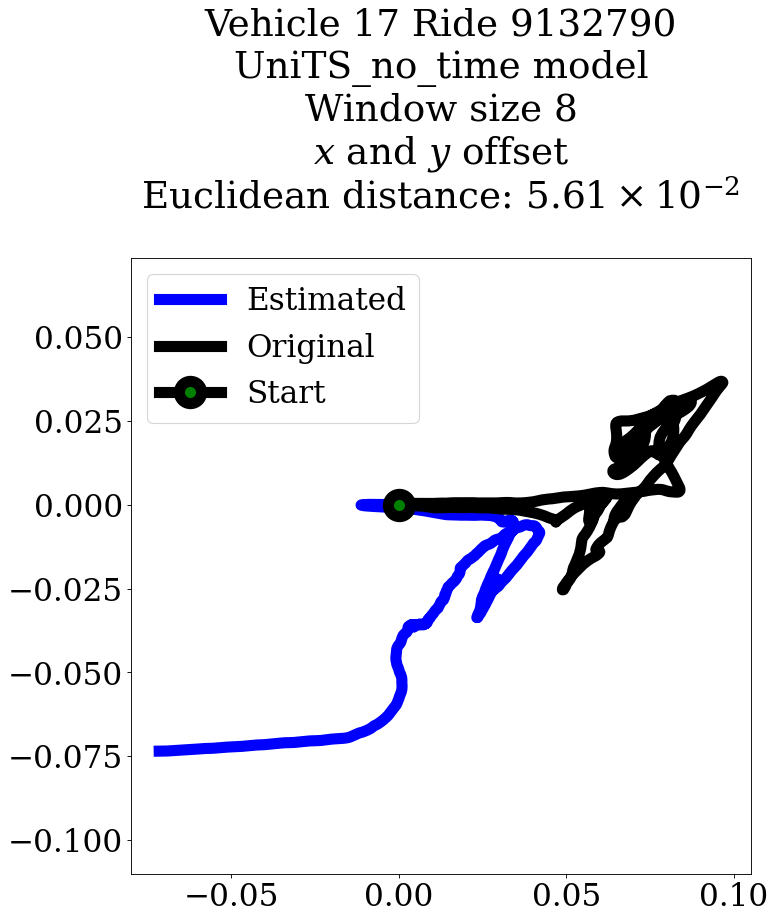 Vehicle 17 Ride 9132790
UniTS_no_time model
Window size 8
x and y offset
Euclidean distance: 5.61 × 10⁻²
Estimated
Original
Start
0.050
0.025
0.000
−0.025
−0.050
−0.075
−0.100
−0.05 0.00 0.05 0.10